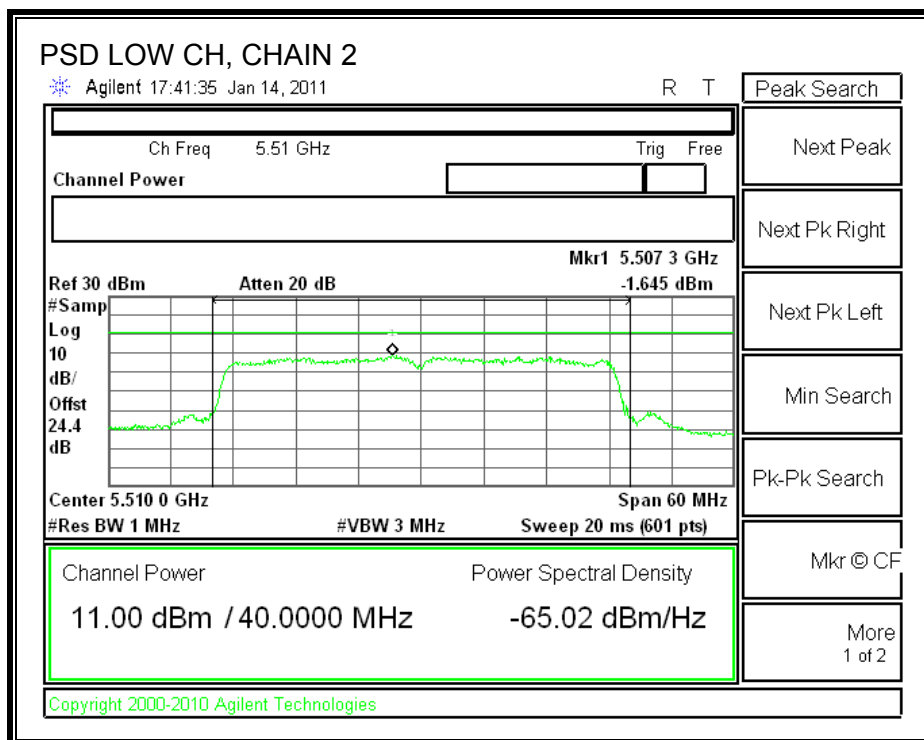 PSD LOW CH, CHAIN 2
Agilent 17:41:35 Jan 14, 2011 R T
Peak Search
Ch Freq 5.51 GHz Trig Free
Next Peak
Channel Power
Next Pk Right
Mkr1 5.507 3 GHz
Ref 30 dBm Atten 20 dB -1.645 dBm
#Samp
Log
10
dB/
Offst
24.4
dB
Next Pk Left
Min Search
Pk-Pk Search
Center 5.510 0 GHz Span 60 MHz
#Res BW 1 MHz #VBW 3 MHz Sweep 20 ms (601 pts)
Mkr © CF
Channel Power Power Spectral Density
11.00 dBm / 40.0000 MHz -65.02 dBm/Hz
More
1 of 2
Copyright 2000-2010 Agilent Technologies